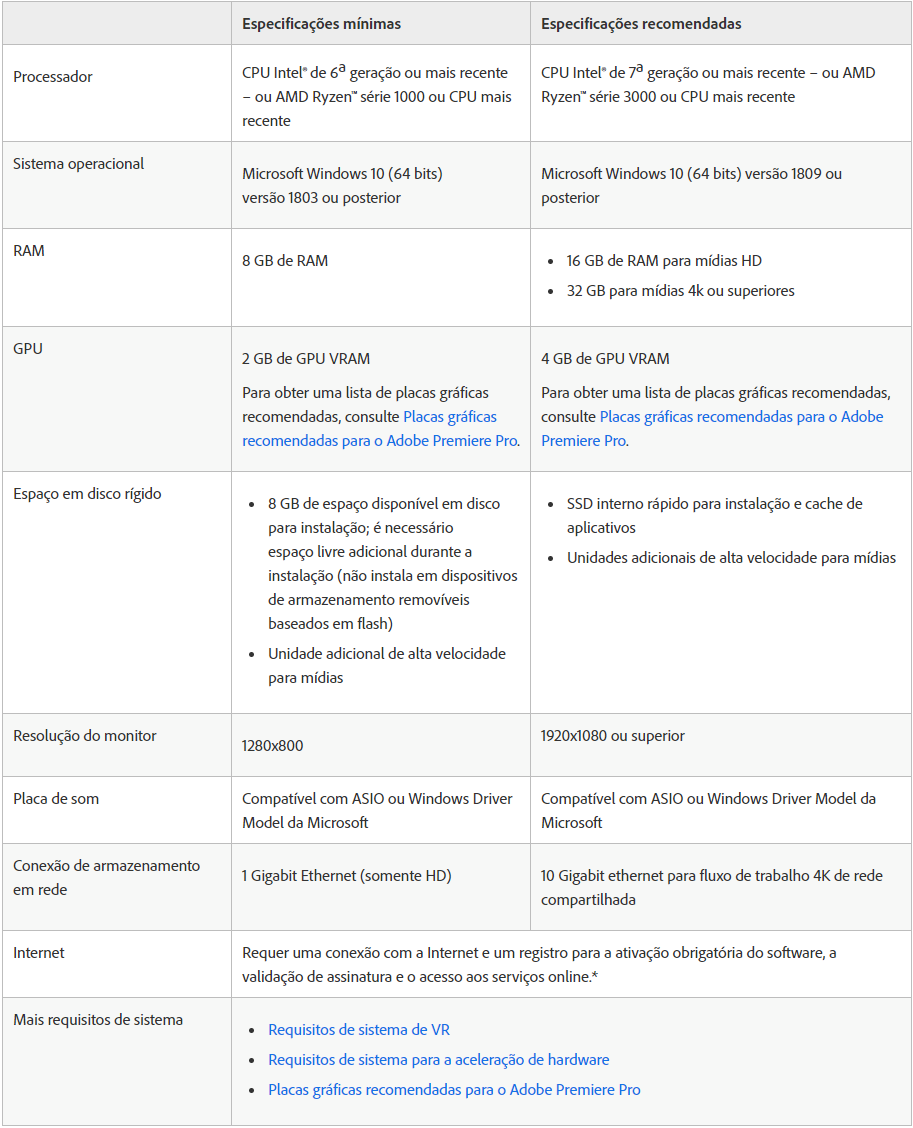 Especificações mínimas
Especificações recomendadas
Processador
CPU Intel® de 6ª geração ou mais recente
– ou AMD Ryzen™ série 1000 ou CPU mais
recente
CPU Intel® de 7ª geração ou mais recente – ou AMD
Ryzen™ série 3000 ou CPU mais recente
Sistema operacional
Microsoft Windows 10 (64 bits)
versão 1803 ou posterior
Microsoft Windows 10 (64 bits) versão 1809 ou
posterior
RAM
8 GB de RAM
• 16 GB de RAM para mídias HD
• 32 GB para mídias 4k ou superiores
GPU
2 GB de GPU VRAM
Para obter uma lista de placas gráficas
recomendadas, consulte Placas gráficas
recomendadas para o Adobe Premiere Pro.
4 GB de GPU VRAM
Para obter uma lista de placas gráficas recomendadas,
consulte Placas gráficas recomendadas para o Adobe
Premiere Pro.
Espaço em disco rígido
• 8 GB de espaço disponível em disco
para instalação; é necessário
espaço livre adicional durante a
instalação (não instala em dispositivos
de armazenamento removíveis
baseados em flash)
• Unidade adicional de alta velocidade
para mídias
• SSD interno rápido para instalação e cache de
aplicativos
• Unidades adicionais de alta velocidade para mídias
Resolução do monitor
1280x800
1920x1080 ou superior
Placa de som
Compatível com ASIO ou Windows Driver
Model da Microsoft
Compatível com ASIO ou Windows Driver Model da
Microsoft
Conexão de armazenamento
em rede
1 Gigabit Ethernet (somente HD)
10 Gigabit ethernet para fluxo de trabalho 4K de rede
compartilhada
Internet
Requer uma conexão com a Internet e um registro para a ativação obrigatória do software, a
validação de assinatura e o acesso aos serviços online.*
Mais requisitos de sistema
• Requisitos de sistema de VR
• Requisitos de sistema para a aceleração de hardware
• Placas gráficas recomendadas para o Adobe Premiere Pro